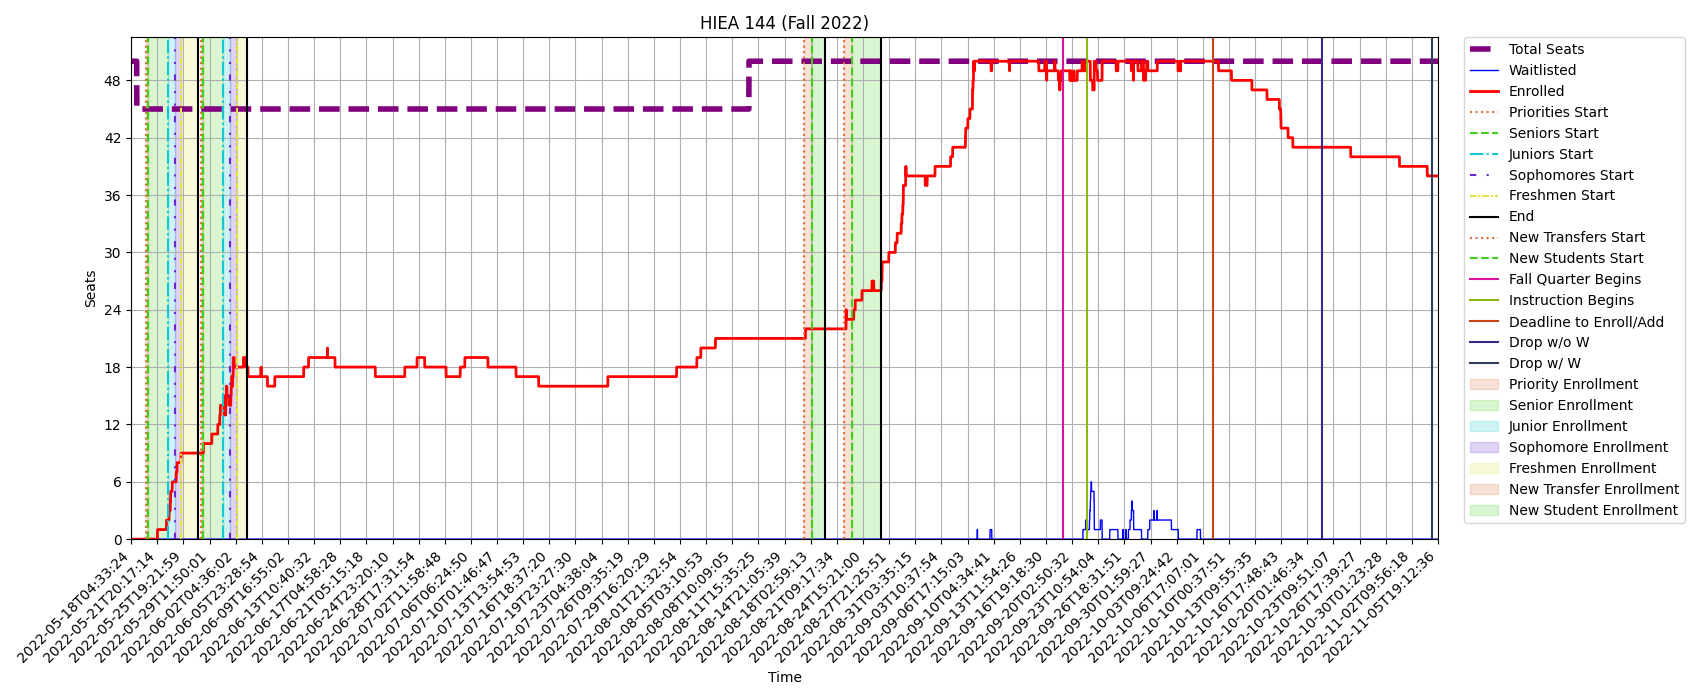 HIEA 144 (Fall 2022)
Seats
48
42
36
30
24
18
12
6
0
2022-05-18T04:33:24
2022-05-21T20:17:14
2022-05-25T19:21:59
2022-05-29T11:50:01
2022-06-02T04:36:02
2022-06-05T23:28:54
2022-06-09T16:55:02
2022-06-13T10:40:32
2022-06-17T04:58:28
2022-06-21T05:15:18
2022-06-24T23:20:10
2022-06-28T17:31:54
2022-07-02T11:58:48
2022-07-06T06:24:50
2022-07-10T01:46:47
2022-07-13T13:54:53
2022-07-16T18:37:20
2022-07-19T23:27:30
2022-07-23T04:38:04
2022-07-26T09:35:19
2022-07-29T16:20:29
2022-08-01T21:32:54
2022-08-05T03:10:53
2022-08-08T10:09:05
2022-08-11T15:35:25
2022-08-14T21:05:39
2022-08-18T02:59:13
2022-08-21T09:17:34
2022-08-24T15:21:00
2022-08-27T21:25:51
2022-08-31T03:35:15
2022-09-03T10:37:54
2022-09-06T17:15:03
2022-09-10T04:34:41
2022-09-13T11:54:26
2022-09-16T19:18:30
2022-09-20T02:50:32
2022-09-23T10:54:04
2022-09-26T18:31:51
2022-09-30T01:59:27
2022-10-03T09:24:42
2022-10-06T17:07:01
2022-10-10T00:37:51
2022-10-13T09:55:35
2022-10-16T17:48:43
2022-10-20T01:46:34
2022-10-23T09:51:07
2022-10-26T17:39:27
2022-10-30T01:23:28
2022-11-02T09:56:18
2022-11-05T19:12:36
Time
Total Seats
Waitlisted
Enrolled
Priorities Start
Seniors Start
Juniors Start
Sophomores Start
Freshmen Start
End
New Transfers Start
New Students Start
Fall Quarter Begins
Instruction Begins
Deadline to Enroll/Add
Drop w/o W
Drop w/ W
Priority Enrollment
Senior Enrollment
Junior Enrollment
Sophomore Enrollment
Freshmen Enrollment
New Transfer Enrollment
New Student Enrollment